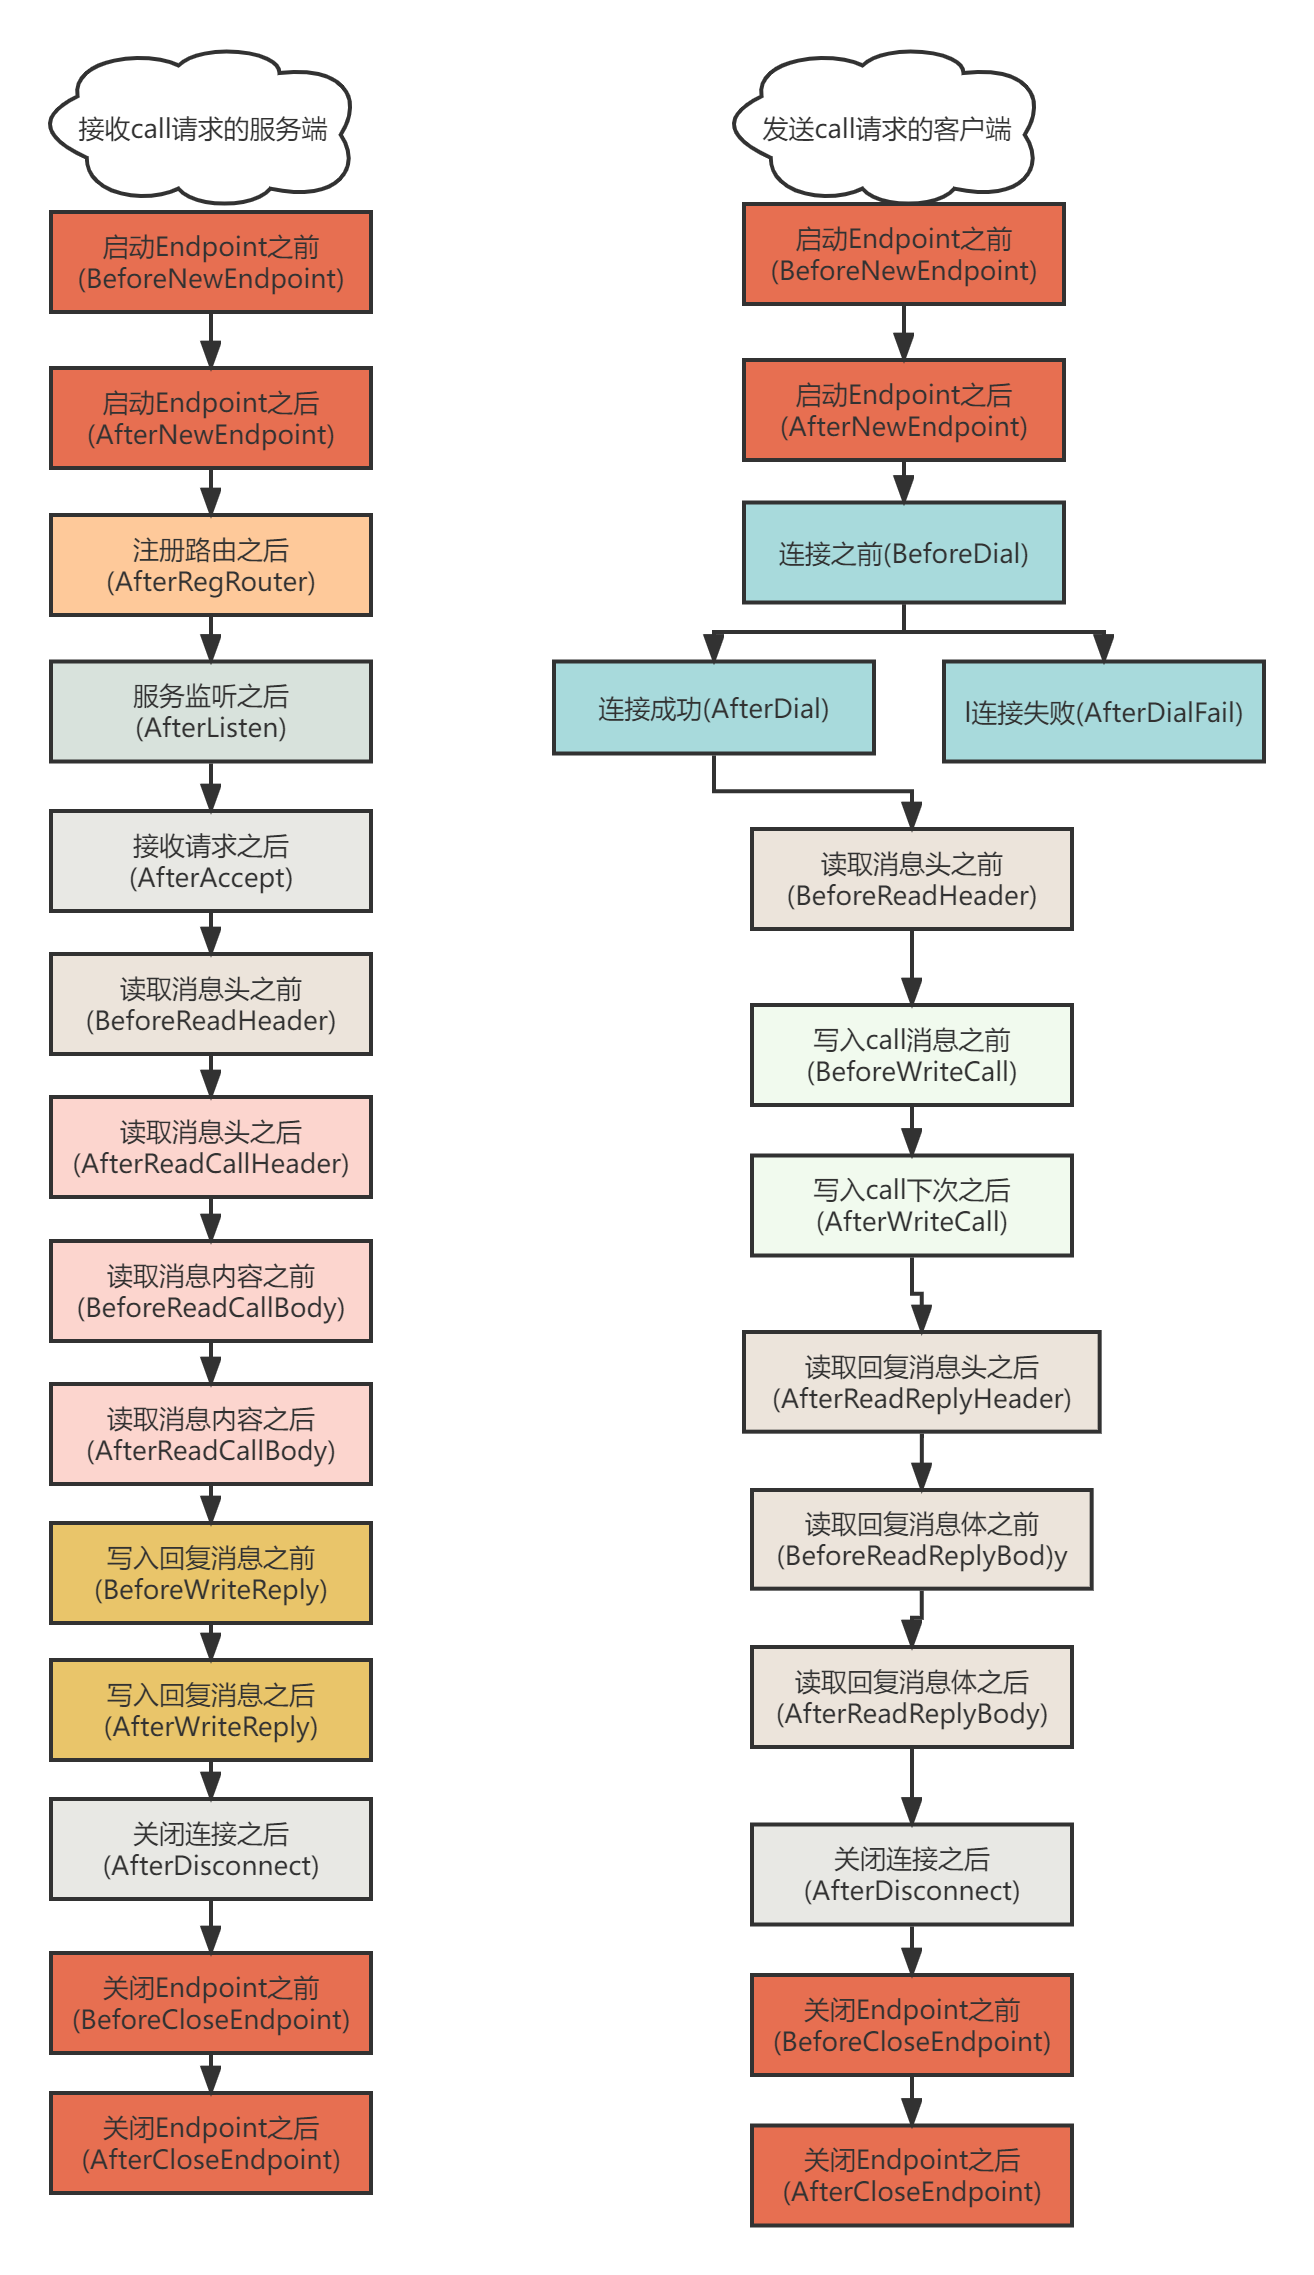 接收call请求的服务端
启动Endpoint之前
(BeforeNewEndpoint)
启动Endpoint之后
(AfterNewEndpoint)
注册路由之后
(AfterRegRouter)
服务监听之后
(AfterListen)
接收请求之后
(AfterAccept)
读取消息头之前
(BeforeReadHeader)
读取消息头之后
(AfterReadCallHeader)
读取消息内容之前
(BeforeReadCallBody)
读取消息内容之后
(AfterReadCallBody)
写入回复消息之前
(BeforeWriteReply)
写入回复消息之后
(AfterWriteReply)
关闭连接之后
(AfterDisconnect)
关闭Endpoint之前
(BeforeCloseEndpoint)
关闭Endpoint之后
(AfterCloseEndpoint)
发送call请求的客户端
启动Endpoint之前
(BeforeNewEndpoint)
启动Endpoint之后
(AfterNewEndpoint)
连接之前(BeforeDial)
连接成功(AfterDial)
l连接失败(AfterDialFail)
读取消息头之前
(BeforeReadHeader)
写入call消息之前
(BeforeWriteCall)
写入call下次之后
(AfterWriteCall)
读取回复消息头之后
(AfterReadReplyHeader)
读取回复消息体之前
(BeforeReadReplyBod)y
读取回复消息体之后
(AfterReadReplyBody)
关闭连接之后
(AfterDisconnect)
关闭Endpoint之前
(BeforeCloseEndpoint)
关闭Endpoint之后
(AfterCloseEndpoint)